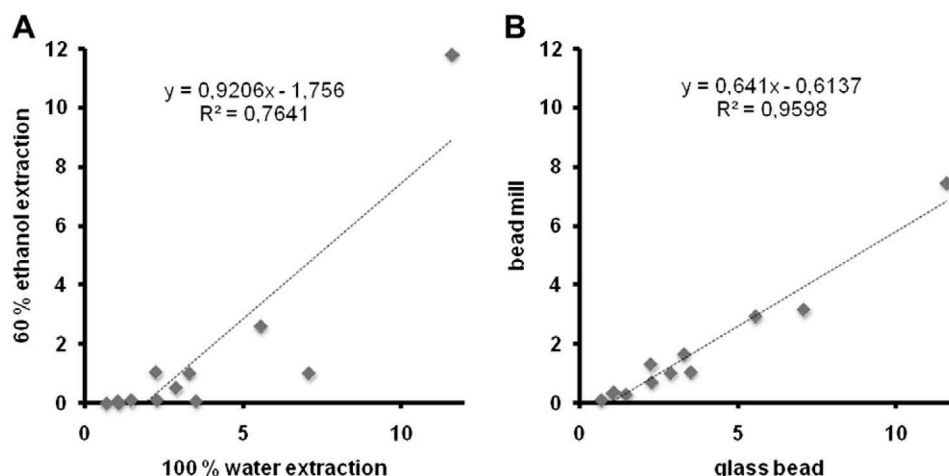 A
12
10
8
6
4
2
0
0
5
10
y = 0,9206x - 1,756
R² = 0,7641
60 % ethanol extraction
100 % water extraction
B
12
10
8
6
4
2
0
0
5
10
y = 0,641x - 0,6137
R² = 0,9598
bead mill
glass bead